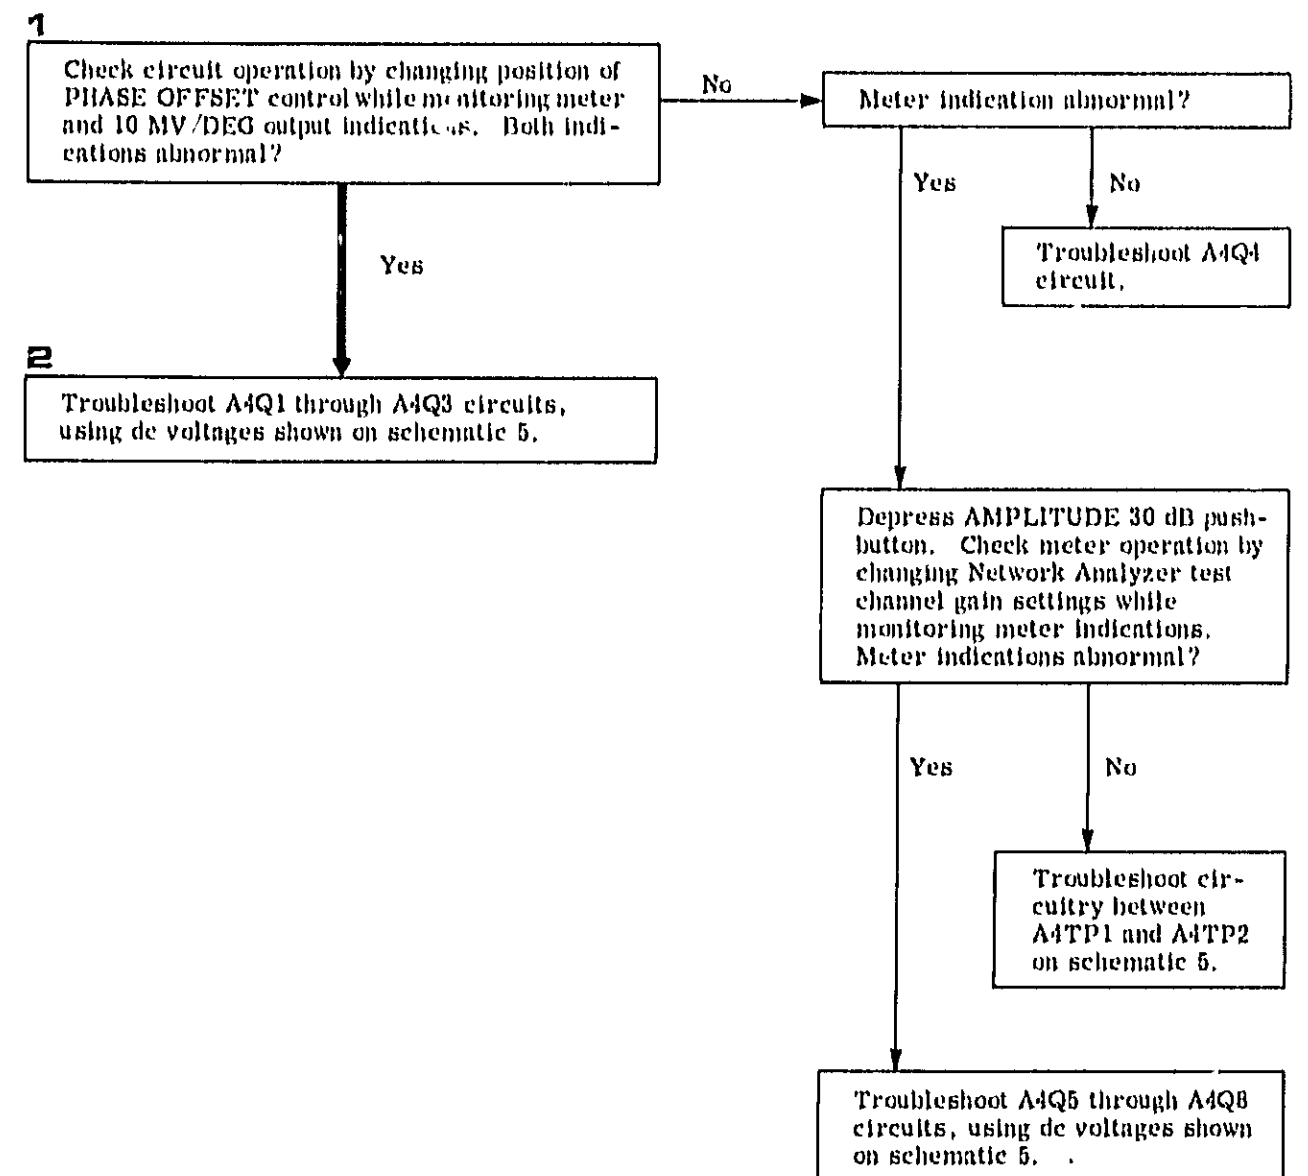 1
Check circuit operation by changing position of
PHASE OFFSET control while monitoring meter
and 10 MV/DEG output indications. Both indi-
cations abnormal?
No
Meter indication abnormal?
Yes
No
Troubleshoot A4Q4
circuit.
Yes
2
Troubleshoot A4Q1 through A4Q3 circuits,
using dc voltages shown on schematic 5.
Depress AMPLITUDE 30 dB push-
button. Check meter operation by
changing Network Analyzer test
channel gain settings while
monitoring meter indications.
Meter indications abnormal?
Yes
No
Troubleshoot cir-
cuitry between
A4TP1 and A4TP2
on schematic 5.
Troubleshoot A4Q5 through
circuits, using dc voltages shown
on schematic 5.